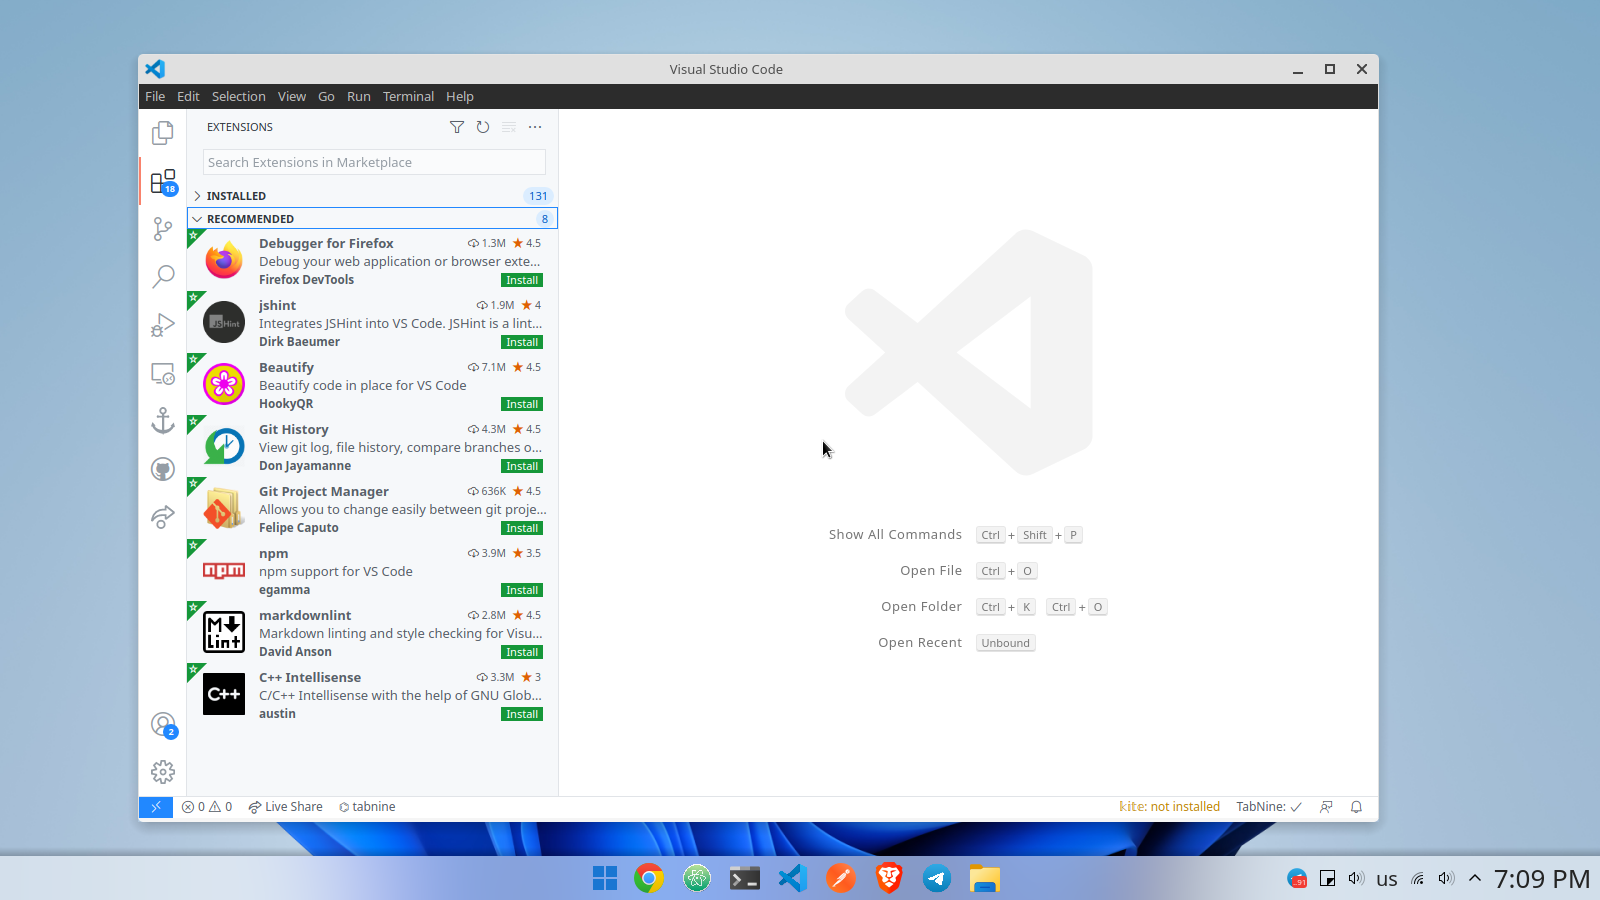 Visual Studio Code
File Edit Selection View Go Run Terminal Help
EXTENSIONS
Search Extensions in Marketplace
INSTALLED 131
RECOMMENDED 8
Debugger for Firefox 1.3M 4.5
Debug your web application or browser exte...
Firefox DevTools Install
jshint 1.9M 4
Integrates JSHint into VS Code. JSHint is a lint...
Dirk Baeumer Install
JSHint
Beautify 7.1M 4.5
Beautify code in place for VS Code
HookyQR Install
Git History 4.3M 4.5
View git log, file history, compare branches o...
Don Jayamanne Install
Git Project Manager 636K 4.5
Allows you to change easily between git proje...
Felipe Caputo Install
npm 3.9M 3.5
npm support for VS Code
egamma Install
npm
markdownlint 2.8M 4.5
Markdown linting and style checking for Visu...
David Anson Install
M Lint
C++ Intellisense 3.3M 3
C/C++ Intellisense with the help of GNU Glob...
austin Install
C++
18
2
Show All Commands Ctrl + Shift + P
Open File Ctrl + O
Open Folder Ctrl + K Ctrl + O
Open Recent Unbound
0 0 Live Share tabnine
kite: not installed TabNine:
us 7:09 PM